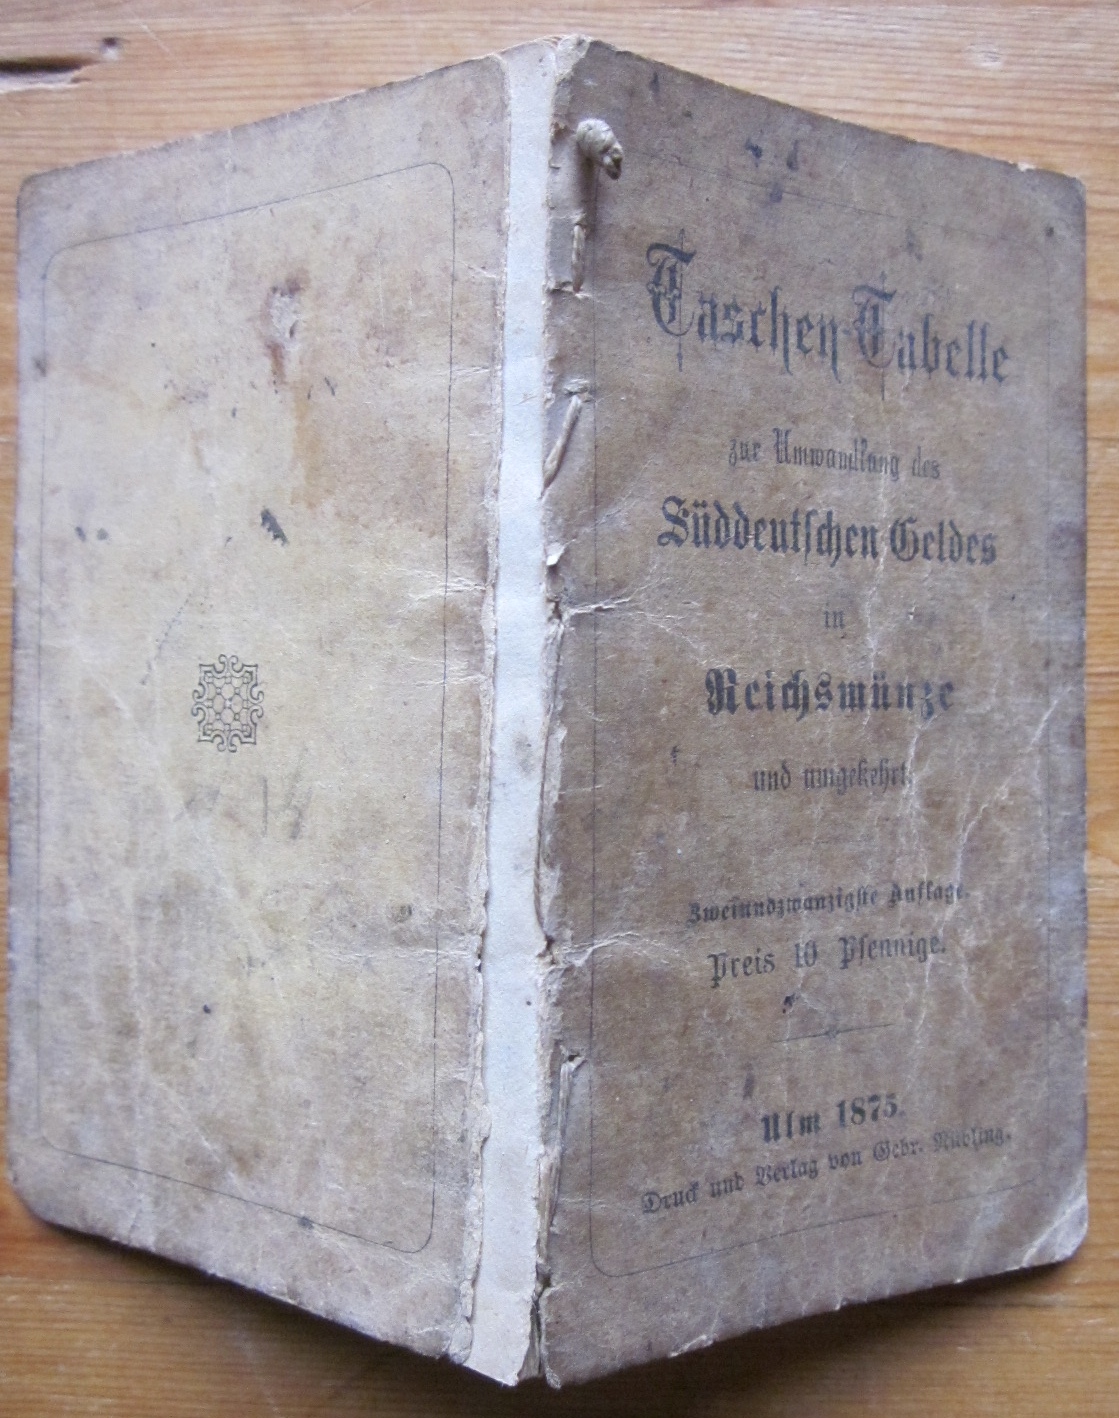 Taschen-Tabelle
zur Umwandlung des
Süddeutschen Geldes
in
Reichsmünze
und umgekehrt.
Zweiundzwanzigste Auflage.
Preis 10 Pfennige.
Ulm 1875.
Druck und Verlag von Gebr. Nübling.